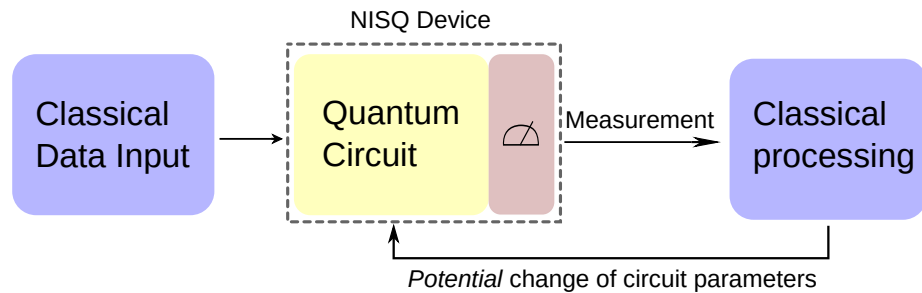 NISQ Device
Classical
Data Input
Quantum
Circuit
Measurement
Classical
processing
Potential change of circuit parameters